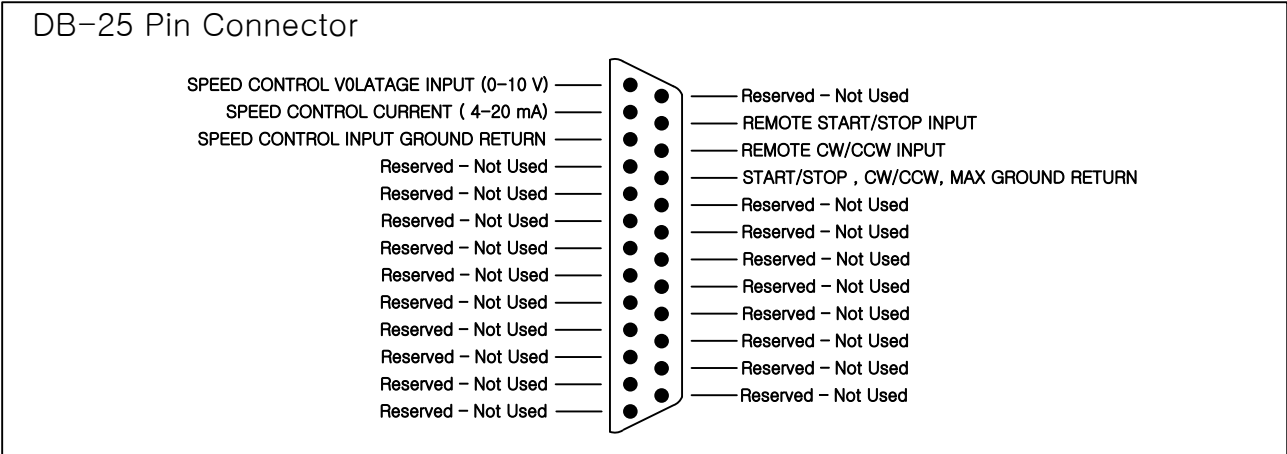 DB-25 Pin Connector
SPEED CONTROL V0LATAGE INPUT (0-10 V)
SPEED CONTROL CURRENT ( 4-20 mA)
SPEED CONTROL INPUT GROUND RETURN
Reserved - Not Used
Reserved - Not Used
Reserved - Not Used
Reserved - Not Used
Reserved - Not Used
Reserved - Not Used
Reserved - Not Used
Reserved - Not Used
Reserved - Not Used
Reserved - Not Used
Reserved - Not Used
REMOTE START/STOP INPUT
REMOTE CW/CCW INPUT
START/STOP , CW/CCW, MAX GROUND RETURN
Reserved - Not Used
Reserved - Not Used
Reserved - Not Used
Reserved - Not Used
Reserved - Not Used
Reserved - Not Used
Reserved - Not Used
Reserved - Not Used